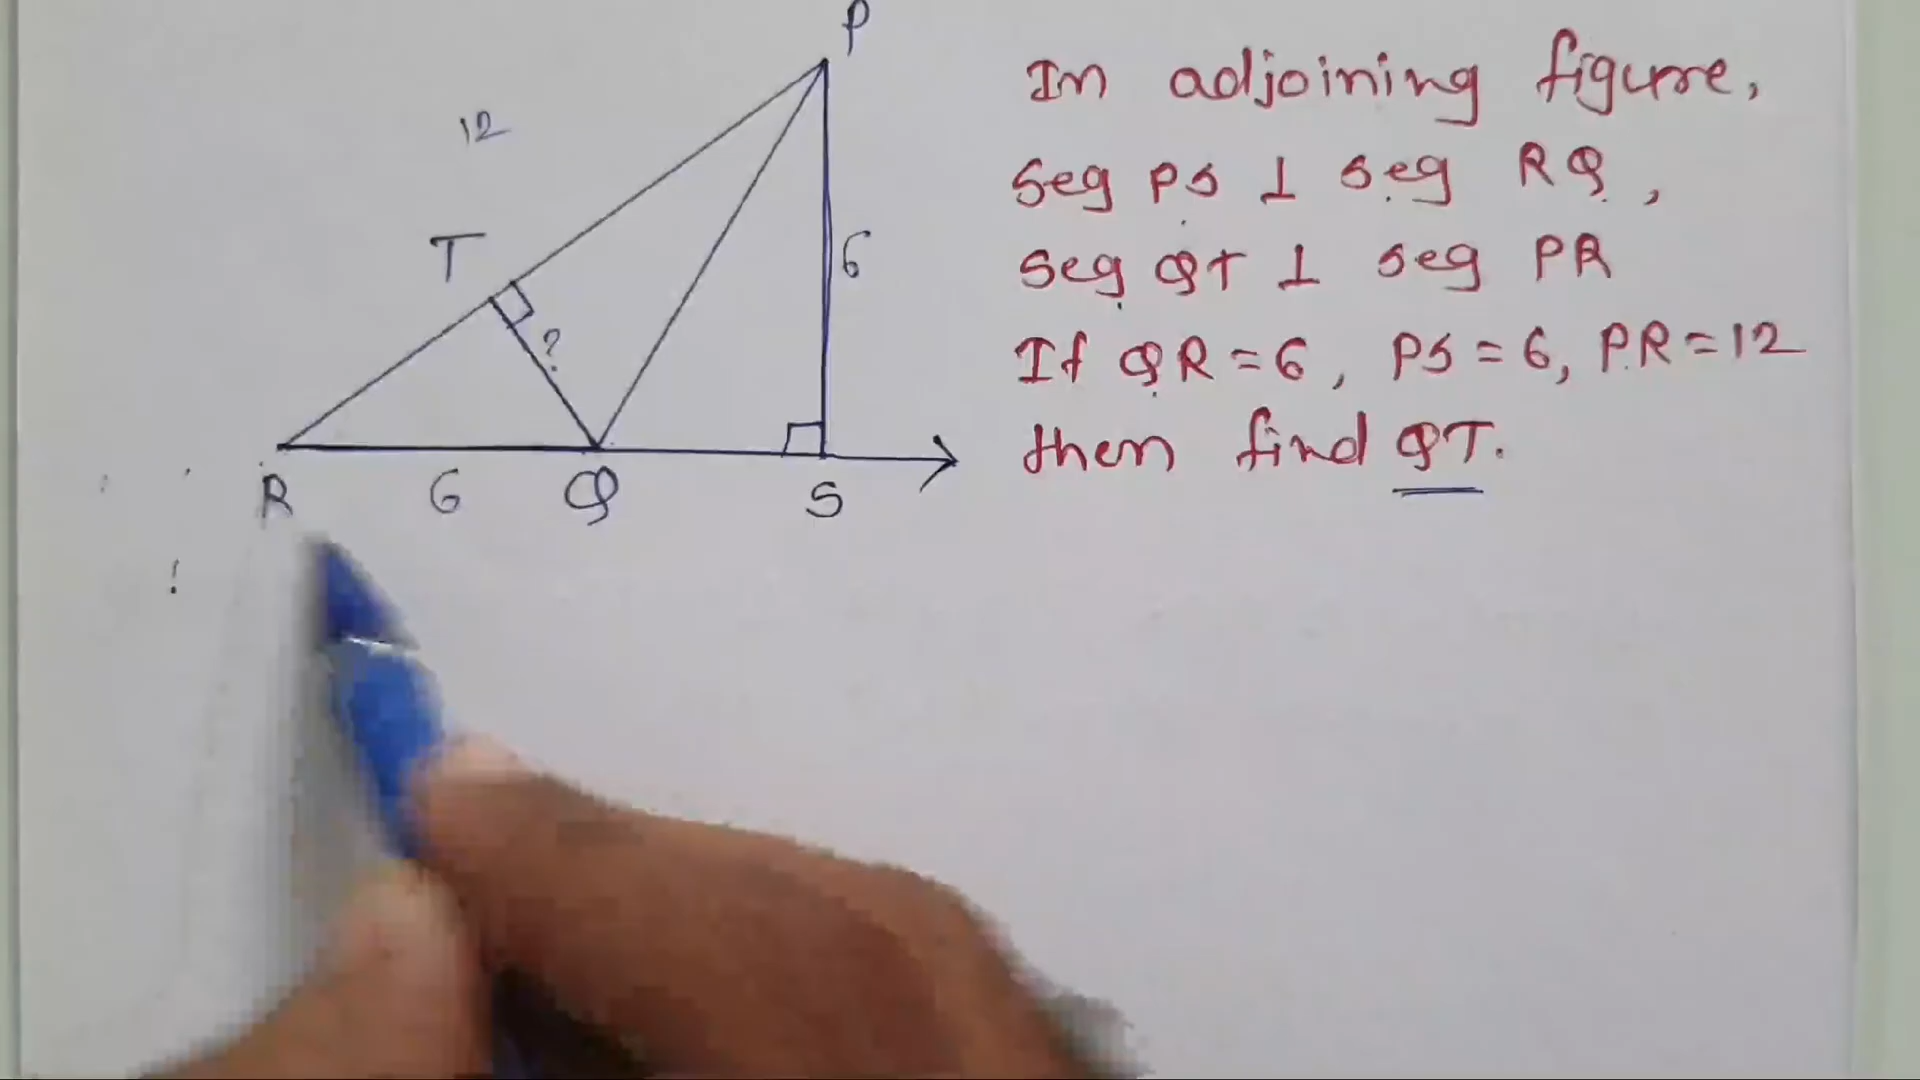 P
12
T
6
?
R 6 Q S
In adjoining figure,
seg PS ⊥ seg RQ,
seg QT ⊥ seg PR
If QR = 6, PS = 6, PR = 12
then find QT.